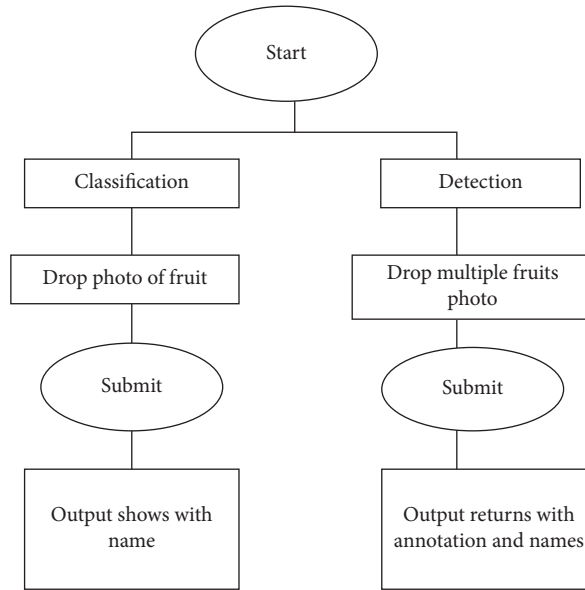 Start
Classification
Detection
Drop photo of fruit
Drop multiple fruits
photo
Submit
Submit
Output shows with
name
Output returns with
annotation and names